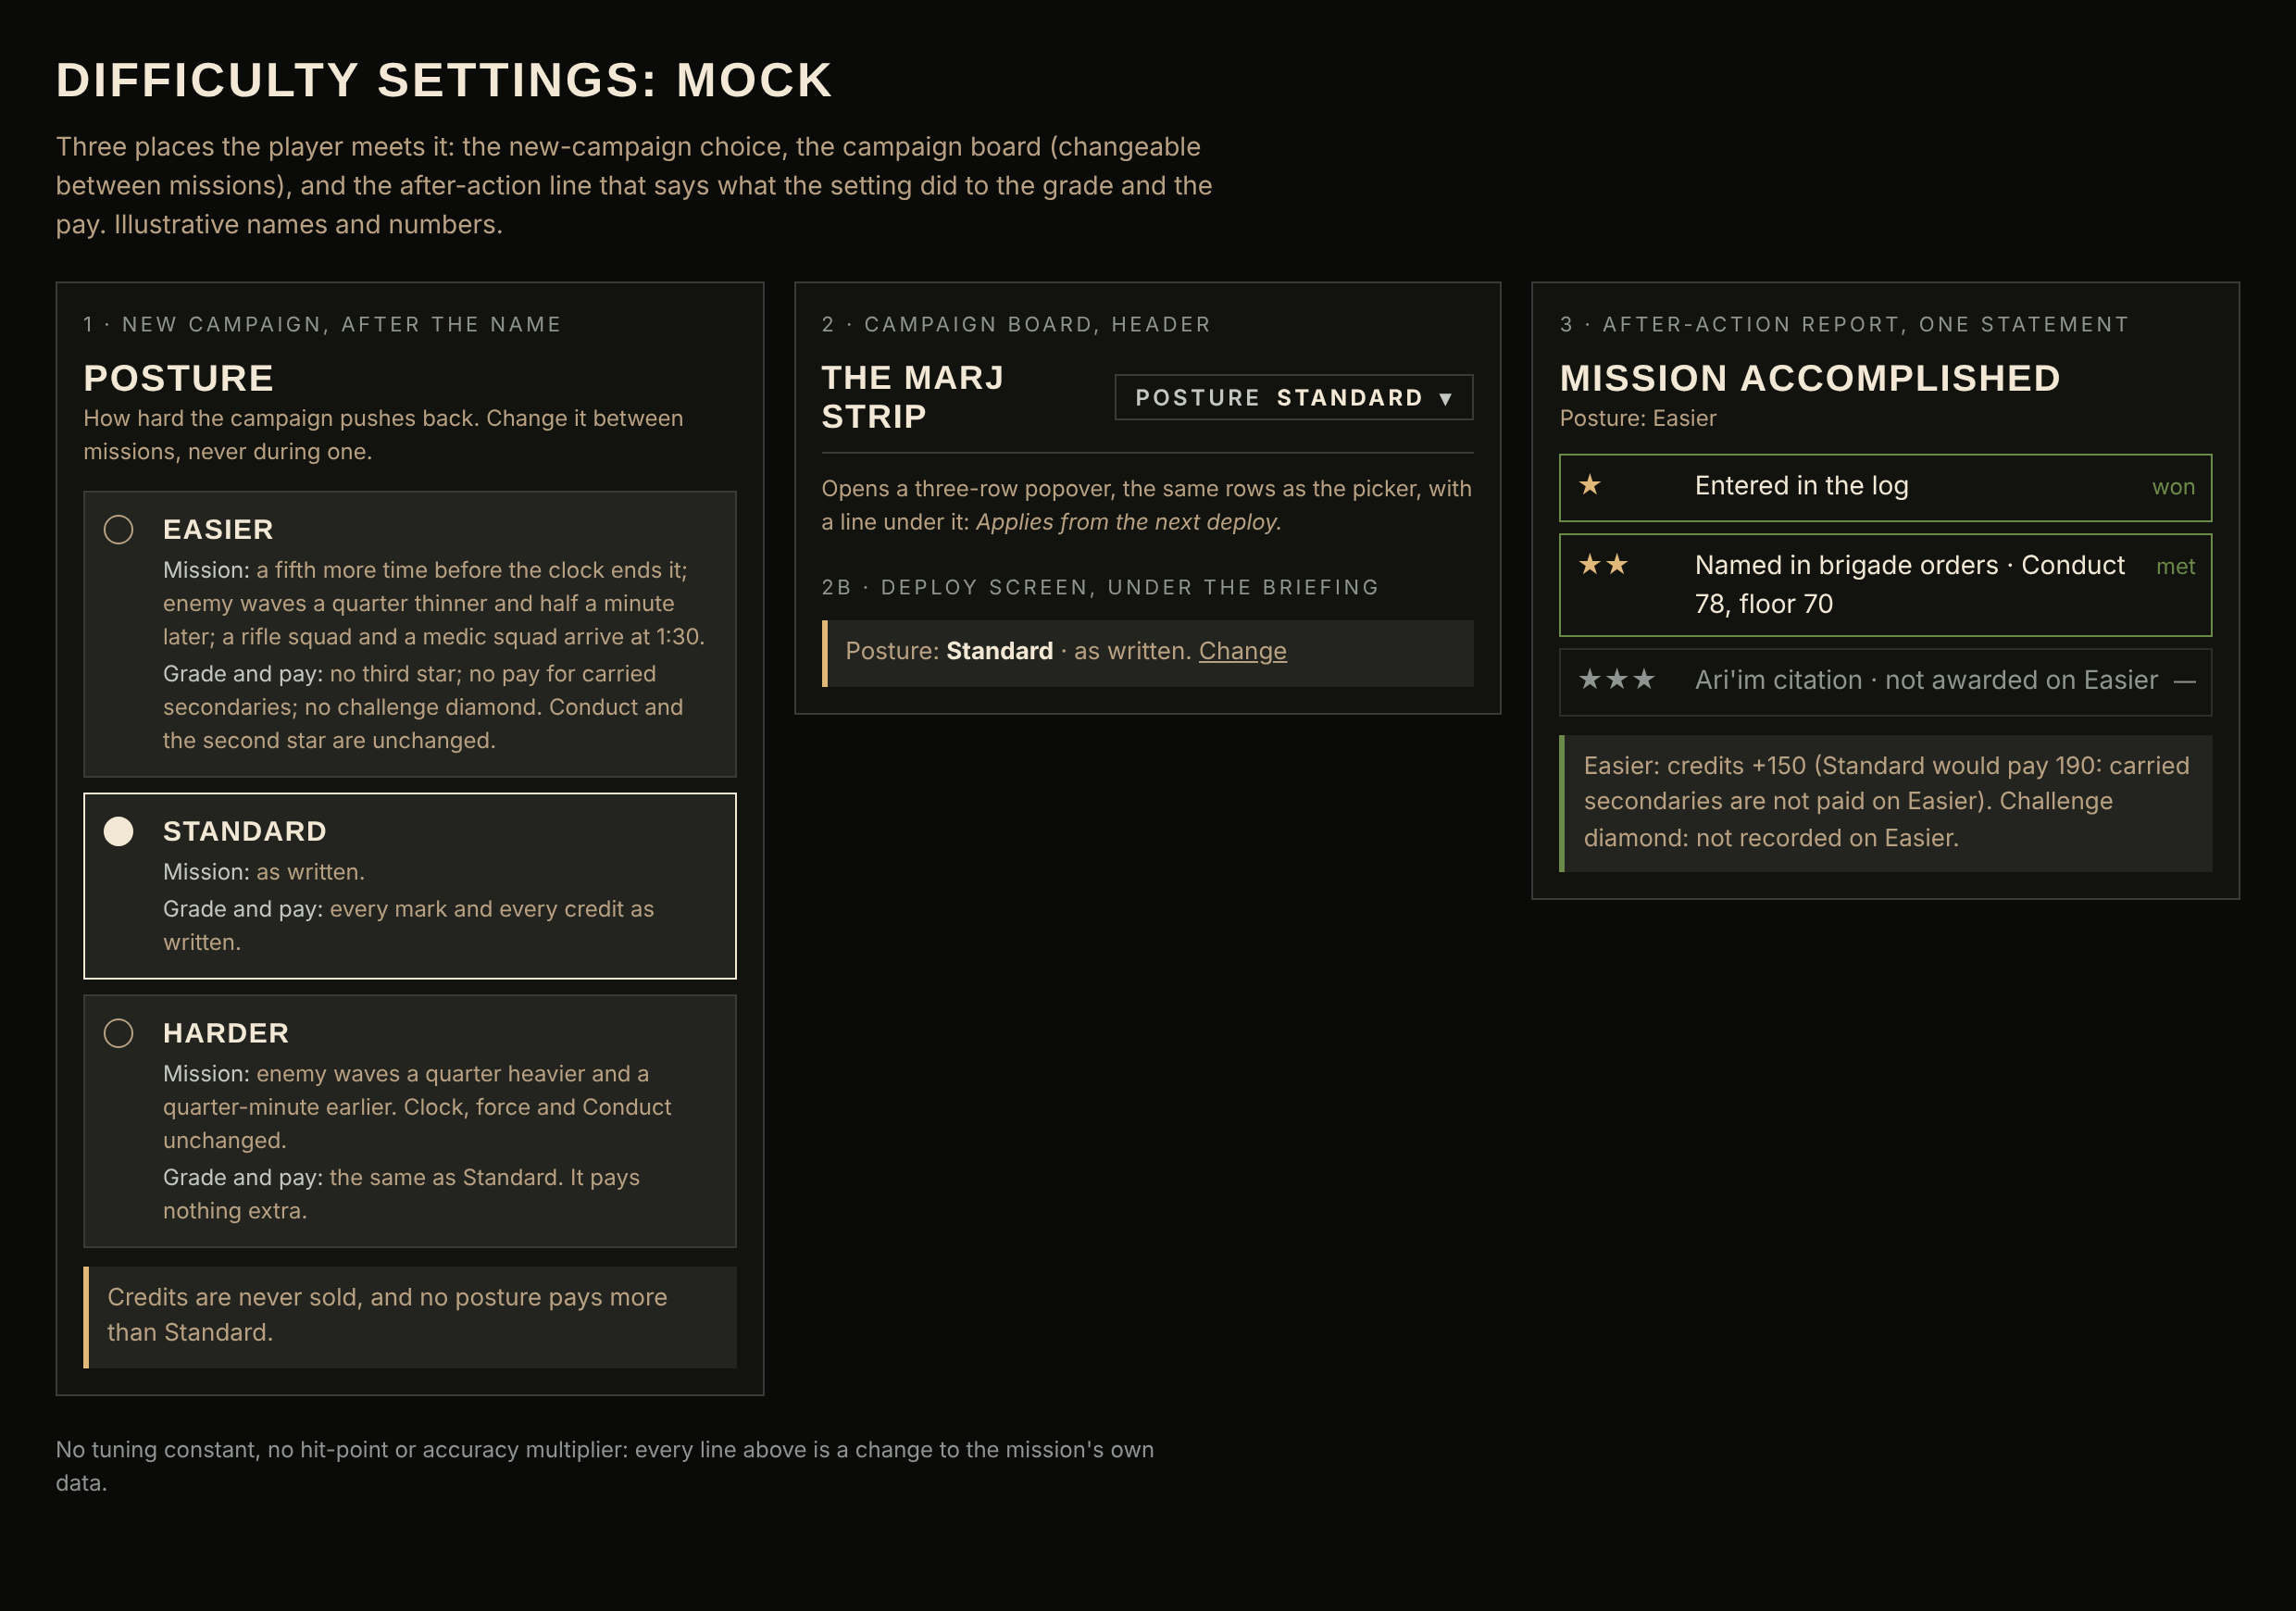 DIFFICULTY SETTINGS: MOCK
Three places the player meets it: the new-campaign choice, the campaign board (changeable
between missions), and the after-action line that says what the setting did to the grade and the
pay. Illustrative names and numbers.
1 · NEW CAMPAIGN, AFTER THE NAME
POSTURE
How hard the campaign pushes back. Change it between
missions, never during one.
EASIER
Mission: a fifth more time before the clock ends it;
enemy waves a quarter thinner and half a minute
later; a rifle squad and a medic squad arrive at 1:30.
Grade and pay: no third star; no pay for carried
secondaries; no challenge diamond. Conduct and
the second star are unchanged.
STANDARD
Mission: as written.
Grade and pay: every mark and every credit as
written.
HARDER
Mission: enemy waves a quarter heavier and a
quarter-minute earlier. Clock, force and Conduct
unchanged.
Grade and pay: the same as Standard. It pays
nothing extra.
Credits are never sold, and no posture pays more
than Standard.
2 · CAMPAIGN BOARD, HEADER
THE MARJ
STRIP
POSTURE STANDARD ▾
Opens a three-row popover, the same rows as the picker, with
a line under it: Applies from the next deploy.
2B · DEPLOY SCREEN, UNDER THE BRIEFING
Posture: Standard · as written. Change
3 · AFTER-ACTION REPORT, ONE STATEMENT
MISSION ACCOMPLISHED
Posture: Easier
★ Entered in the log won
★★ Named in brigade orders · Conduct met
78, floor 70
★★★ Ari'im citation · not awarded on Easier —
Easier: credits +150 (Standard would pay 190: carried
secondaries are not paid on Easier). Challenge
diamond: not recorded on Easier.
No tuning constant, no hit-point or accuracy multiplier: every line above is a change to the mission's own
data.